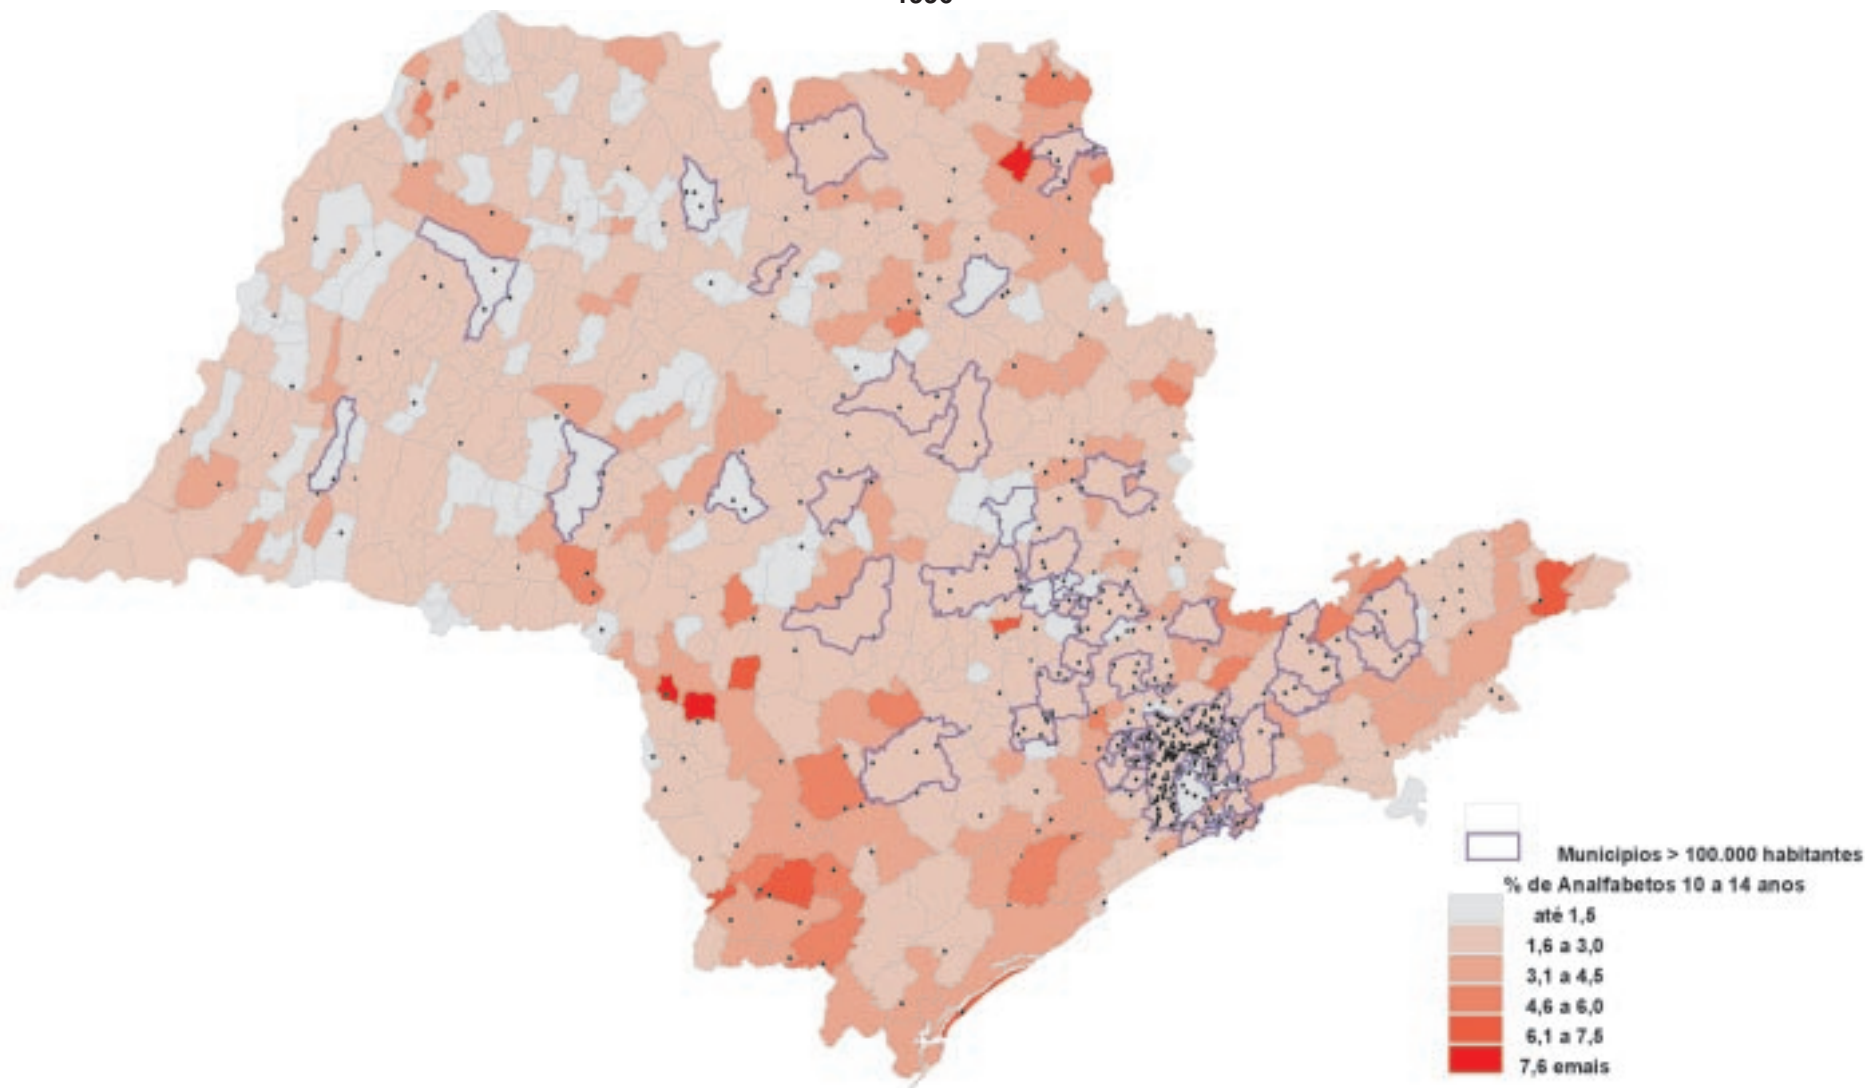 Municipios > 100.000 habitantes
% de Analfabetos 10 a 14 anos
até 1,5
1,6 a 3,0
3,1 a 4,5
4,6 a 6,0
6,1 a 7,5
7,6 emais